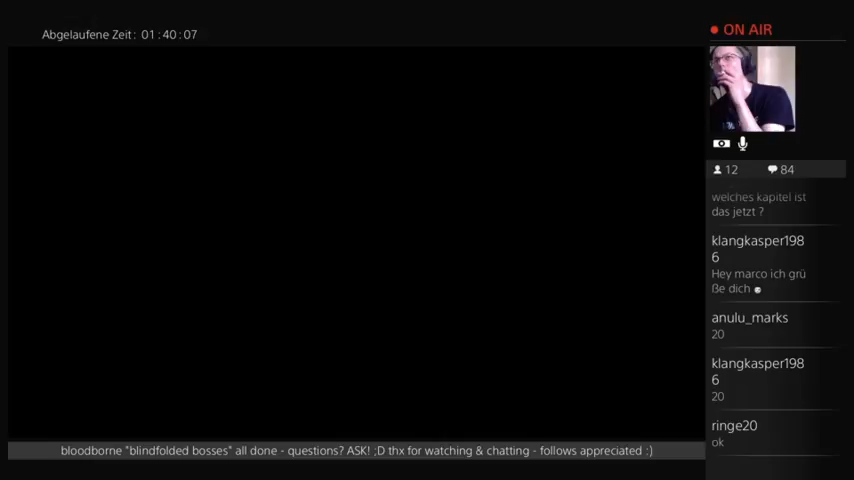 Abgelaufene Zeit: 01:40:07
ON AIR
12 84
welches kapitel ist
das jetzt ?
klangkasper198
6
Hey marco ich grü
ße dich
anulu_marks
20
klangkasper198
6
20
ringe20
ok
bloodborne "blindfolded bosses" all done - questions? ASK! ;D thx for watching & chatting - follows appreciated :)